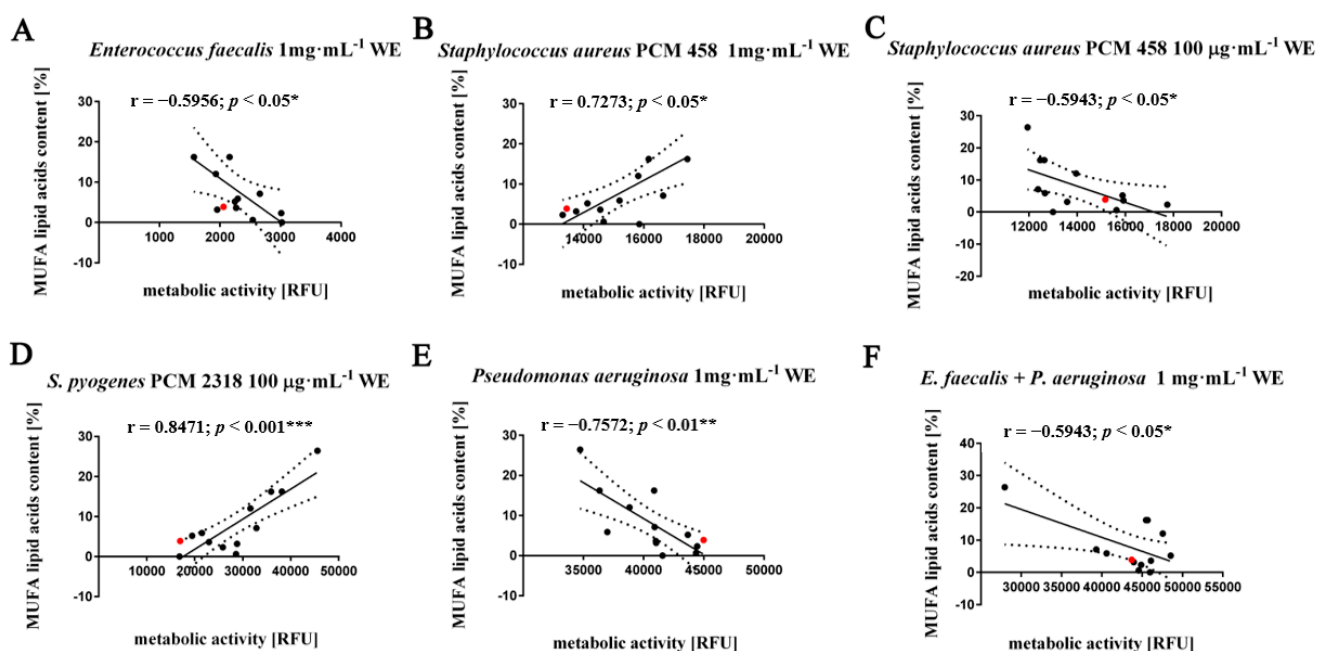 A
Enterococcus faecalis 1mg·mL⁻¹ WE
r = −0.5956; p < 0.05*
MUFA lipid acids content [%]
30
20
10
0
-10
1000
2000
3000
4000
metabolic activity [RFU]
B
Staphylococcus aureus PCM 458 1mg·mL⁻¹ WE
r = 0.7273; p < 0.05*
MUFA lipid acids content [%]
30
20
10
0
-10
14000
16000
18000
20000
metabolic activity [RFU]
C
Staphylococcus aureus PCM 458 100 µg·mL⁻¹ WE
r = −0.5943; p < 0.05*
MUFA lipid acids content [%]
30
20
10
0
-10
-20
12000
14000
16000
18000
20000
metabolic activity [RFU]
D
S. pyogenes PCM 2318 100 µg·mL⁻¹ WE
r = 0.8471; p < 0.001***
MUFA lipid acids content [%]
30
20
10
0
-10
10000
20000
30000
40000
50000
metabolic activity [RFU]
E
Pseudomonas aeruginosa 1mg·mL⁻¹ WE
r = −0.7572; p < 0.01**
MUFA lipid acids content [%]
30
20
10
0
-10
35000
40000
45000
50000
metabolic activity [RFU]
F
E. faecalis + P. aeruginosa 1 mg·mL⁻¹ WE
r = −0.5943; p < 0.05*
MUFA lipid acids content [%]
40
30
20
10
0
-10
30000
35000
40000
45000
50000
55000
metabolic activity [RFU]